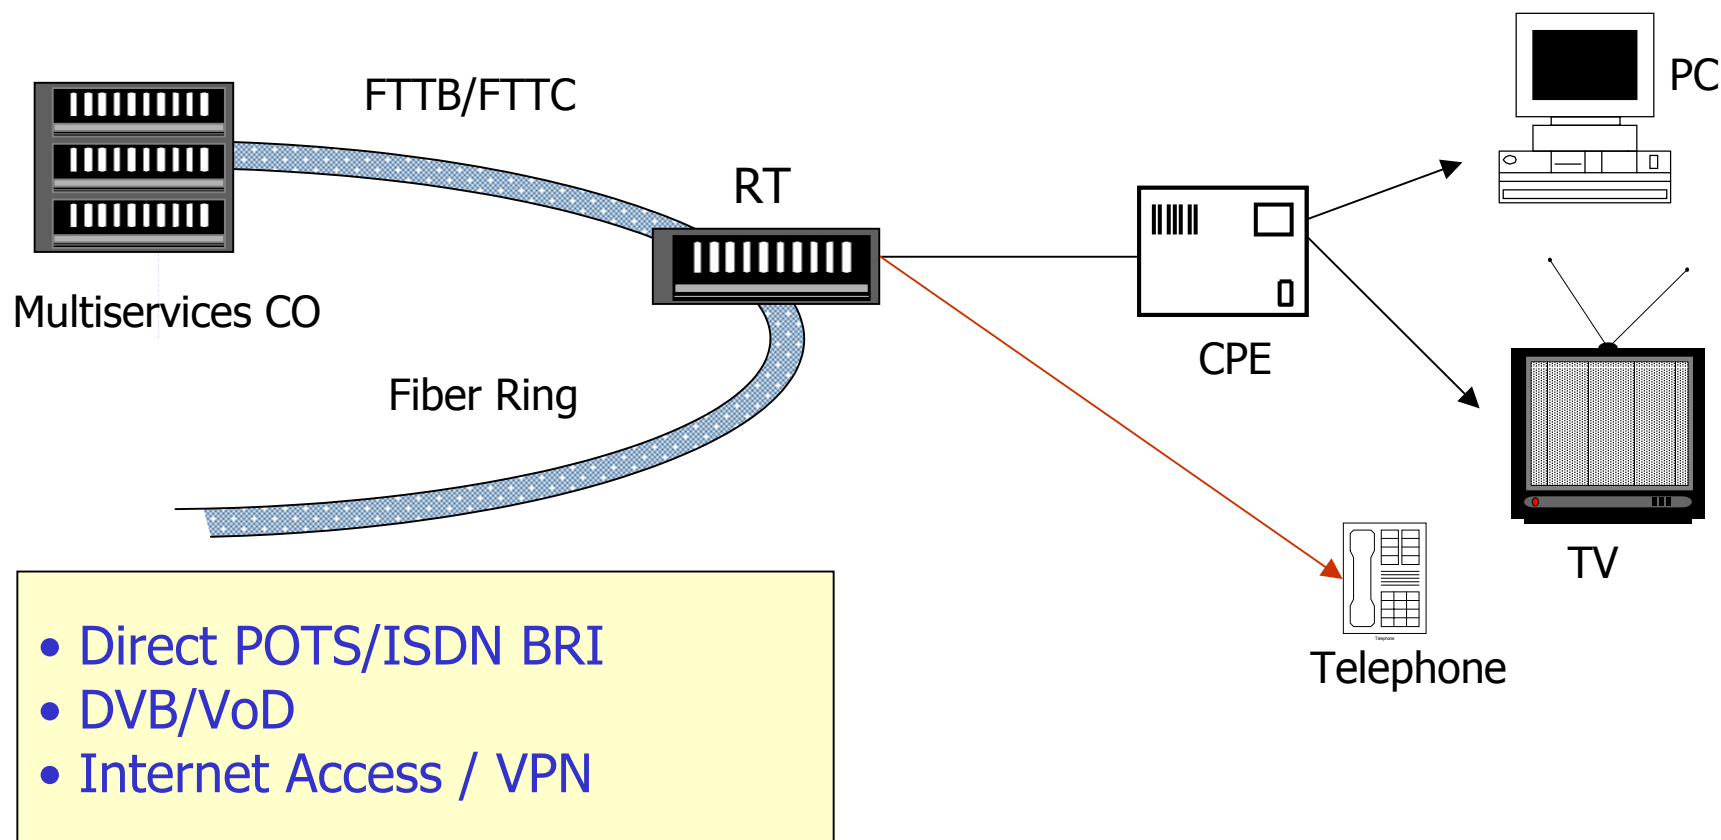 FTTB/FTTC
PC
RT
Multiservices CO
CPE
Fiber Ring
TV
Telephone
Telephone
• Direct POTS/ISDN BRI
• DVB/VoD
• Internet Access / VPN